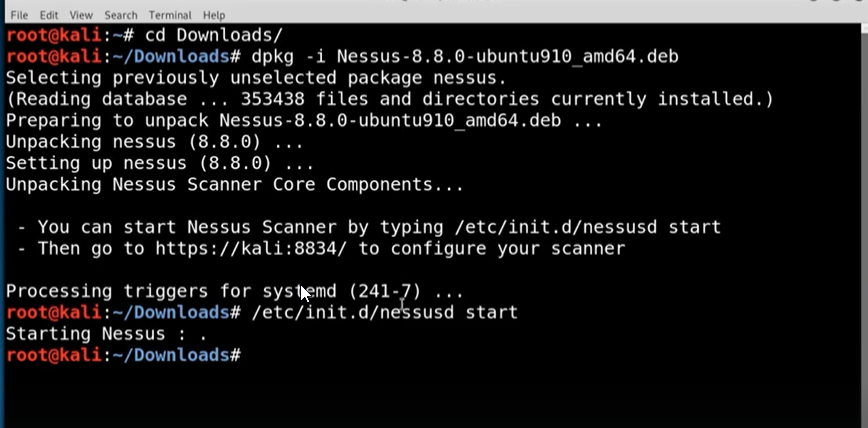 File Edit View Search Terminal Help
root@kali:~# cd Downloads/
root@kali:~/Downloads# dpkg -i Nessus-8.8.0-ubuntu910_amd64.deb
Selecting previously unselected package nessus.
(Reading database ... 353438 files and directories currently installed.)
Preparing to unpack Nessus-8.8.0-ubuntu910_amd64.deb ...
Unpacking nessus (8.8.0) ...
Setting up nessus (8.8.0) ...
Unpacking Nessus Scanner Core Components...
- You can start Nessus Scanner by typing /etc/init.d/nessusd start
- Then go to https://kali:8834/ to configure your scanner
Processing triggers for systemd (241-7) ...
root@kali:~/Downloads# /etc/init.d/nessusd start
Starting Nessus : .
root@kali:~/Downloads#